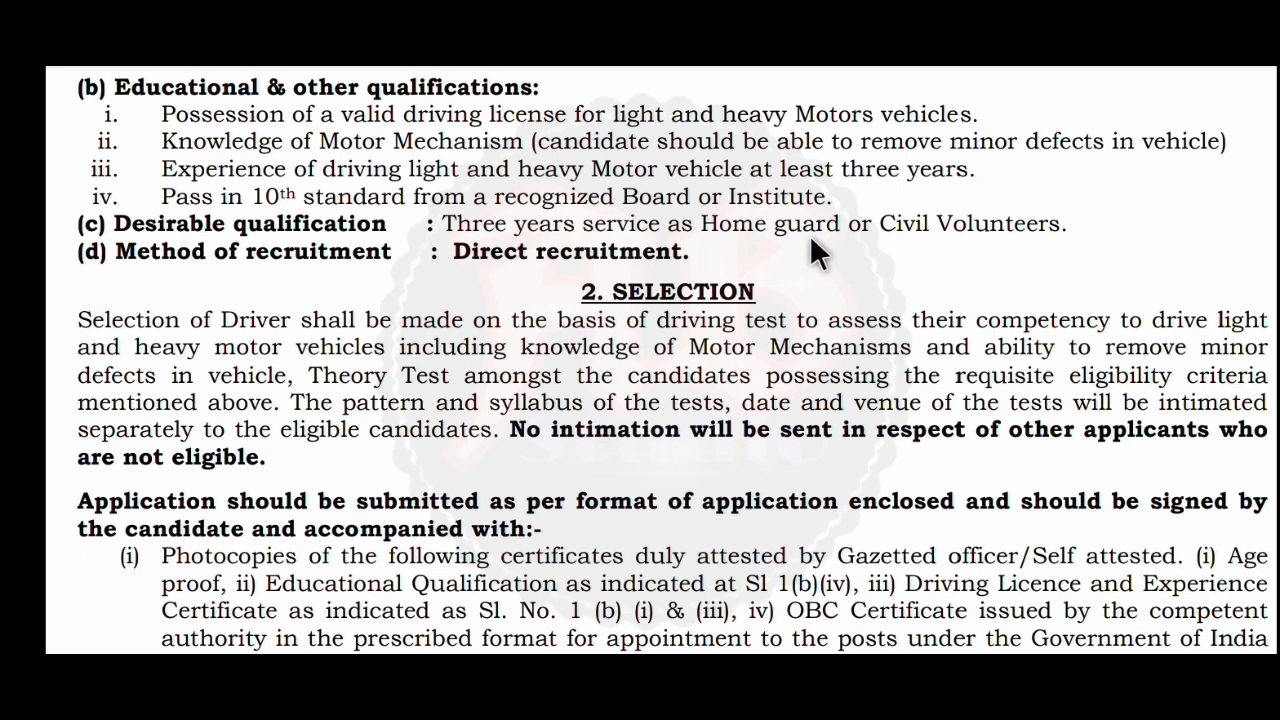 (b) Educational & other qualifications:
i. Possession of a valid driving license for light and heavy Motors vehicles.
ii. Knowledge of Motor Mechanism (candidate should be able to remove minor defects in vehicle)
iii. Experience of driving light and heavy Motor vehicle at least three years.
iv. Pass in 10th standard from a recognized Board or Institute.
(c) Desirable qualification : Three years service as Home guard or Civil Volunteers.
(d) Method of recruitment : Direct recruitment.
2. SELECTION
Selection of Driver shall be made on the basis of driving test to assess their competency to drive light
and heavy motor vehicles including knowledge of Motor Mechanisms and ability to remove minor
defects in vehicle, Theory Test amongst the candidates possessing the requisite eligibility criteria
mentioned above. The pattern and syllabus of the tests, date and venue of the tests will be intimated
separately to the eligible candidates. No intimation will be sent in respect of other applicants who
are not eligible.
Application should be submitted as per format of application enclosed and should be signed by
the candidate and accompanied with:-
(i) Photocopies of the following certificates duly attested by Gazetted officer/Self attested. (i) Age
proof, ii) Educational Qualification as indicated at Sl 1(b)(iv), iii) Driving Licence and Experience
Certificate as indicated as Sl. No. 1 (b) (i) & (iii), iv) OBC Certificate issued by the competent
authority in the prescribed format for appointment to the posts under the Government of India